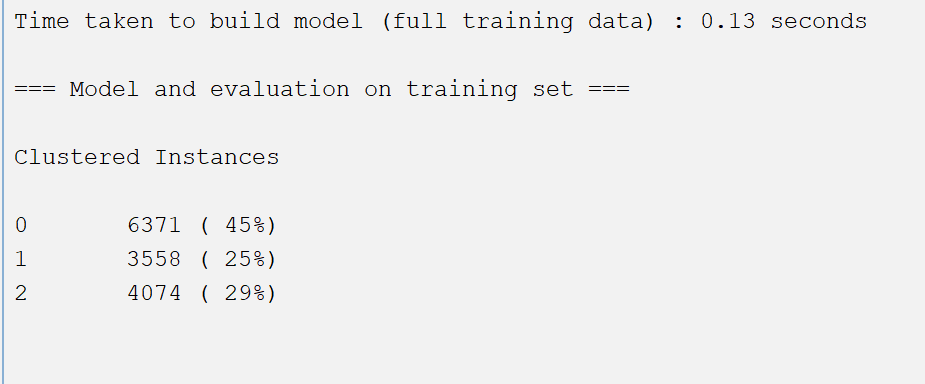 Time taken to build model (full training data) : 0.13 seconds
=== Model and evaluation on training set ===
Clustered Instances
0 6371 ( 45%)
1 3558 ( 25%)
2 4074 ( 29%)